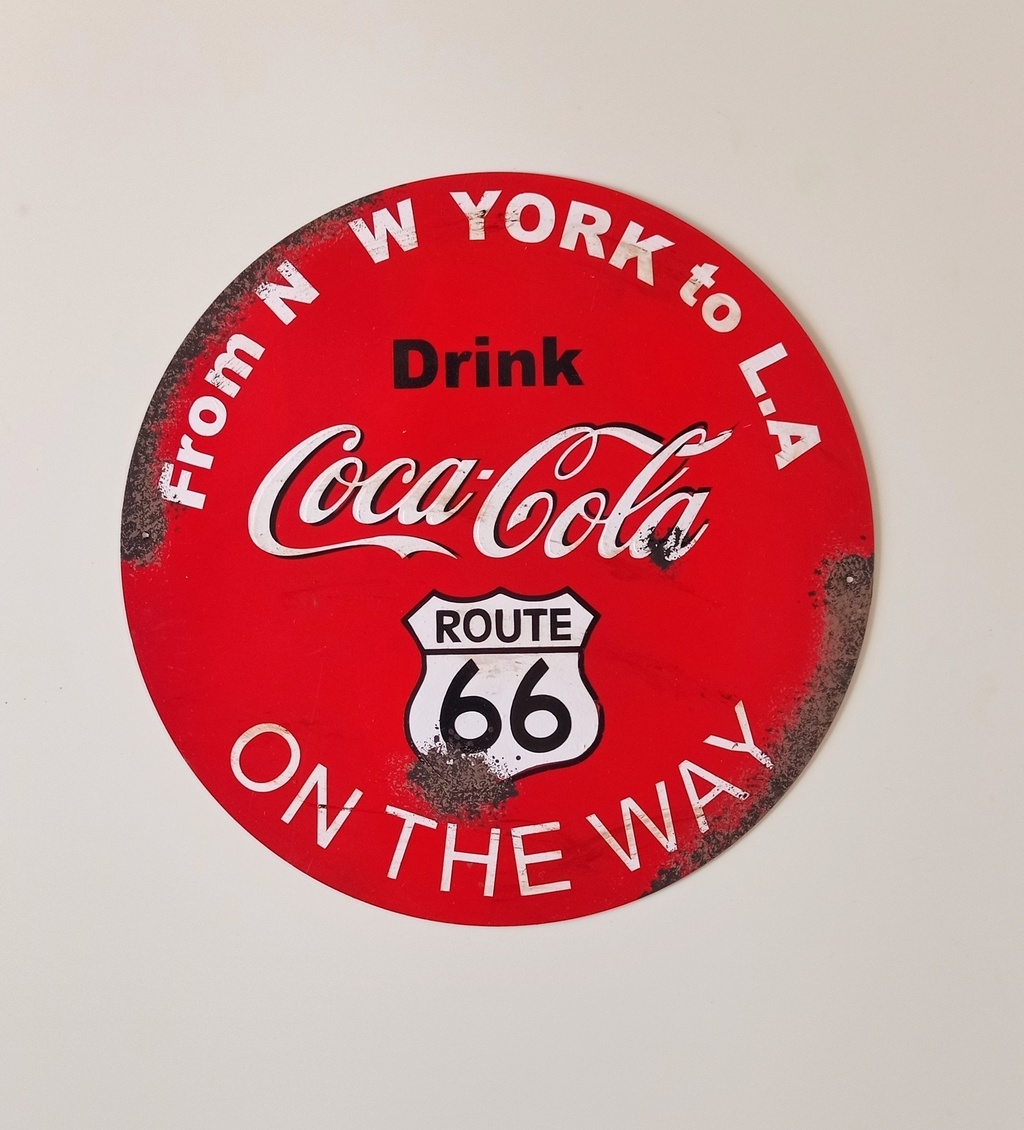 From N W YORK to L.A
Drink
Coca-Cola
ROUTE
66
ON THE WAY